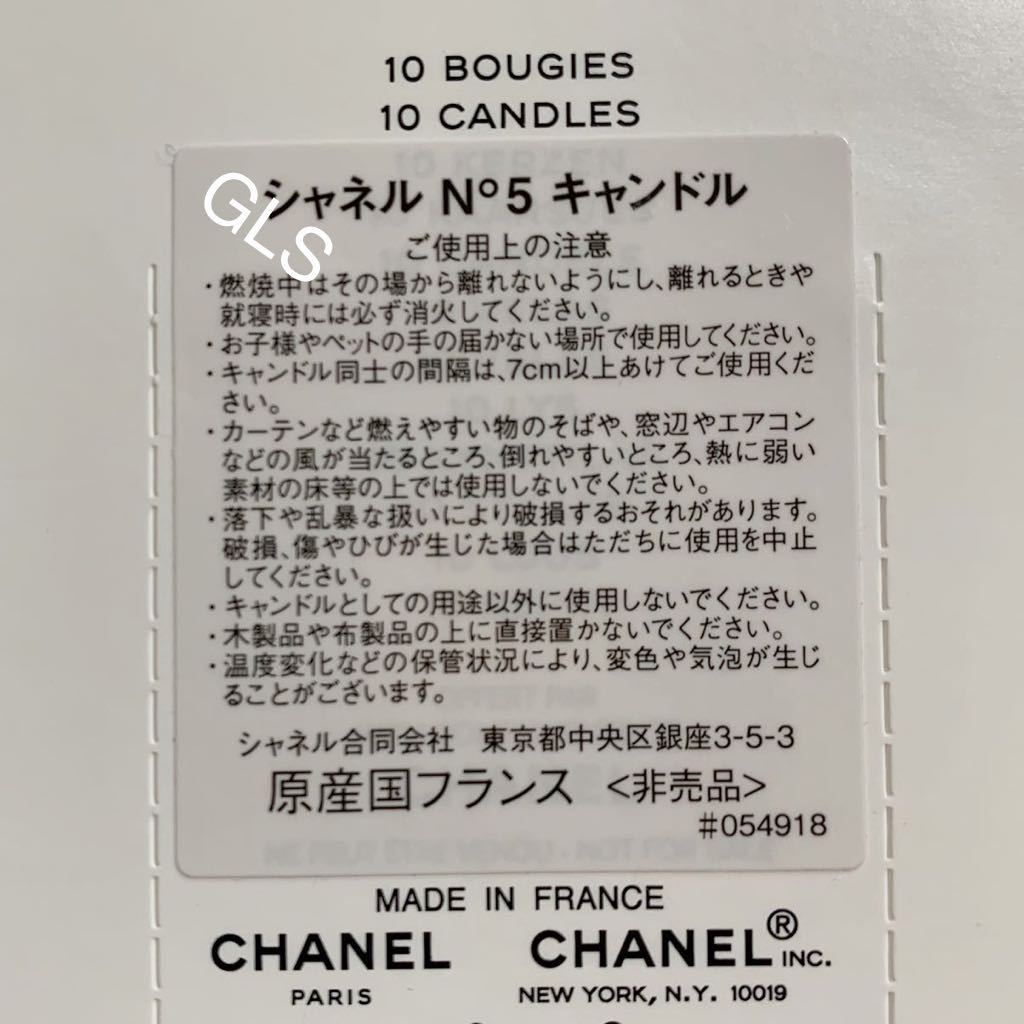 10 BOUGIES
10 CANDLES
10 KERZEN
GLS
シャネル N°5 キャンドル
ご使用上の注意
・燃焼中はその場から離れないようにし、離れるときや
就寝時には必ず消火してください。
・お子様やペットの手の届かない場所で使用してください。
・キャンドル同士の間隔は、7cm以上あけてご使用くだ
さい。
・カーテンなど燃えやすい物のそばや、窓辺やエアコン
などの風が当たるところ、倒れやすいところ、熱に弱い
素材の床等の上では使用しないでください。
・落下や乱暴な扱いにより破損するおそれがあります。
破損、傷やひびが生じた場合はただちに使用を中止
してください。
・キャンドルとしての用途以外に使用しないでください。
・木製品や布製品の上に直接置かないでください。
・温度変化などの保管状況により、変色や気泡が生じ
ることがございます。
シャネル合同会社 東京都中央区銀座3-5-3
原産国フランス <非売品>
#054918
NE PEUT ÊTRE VENDU - NOT FOR SALE
MADE IN FRANCE
CHANEL CHANEL® INC.
PARIS NEW YORK, N.Y. 10019